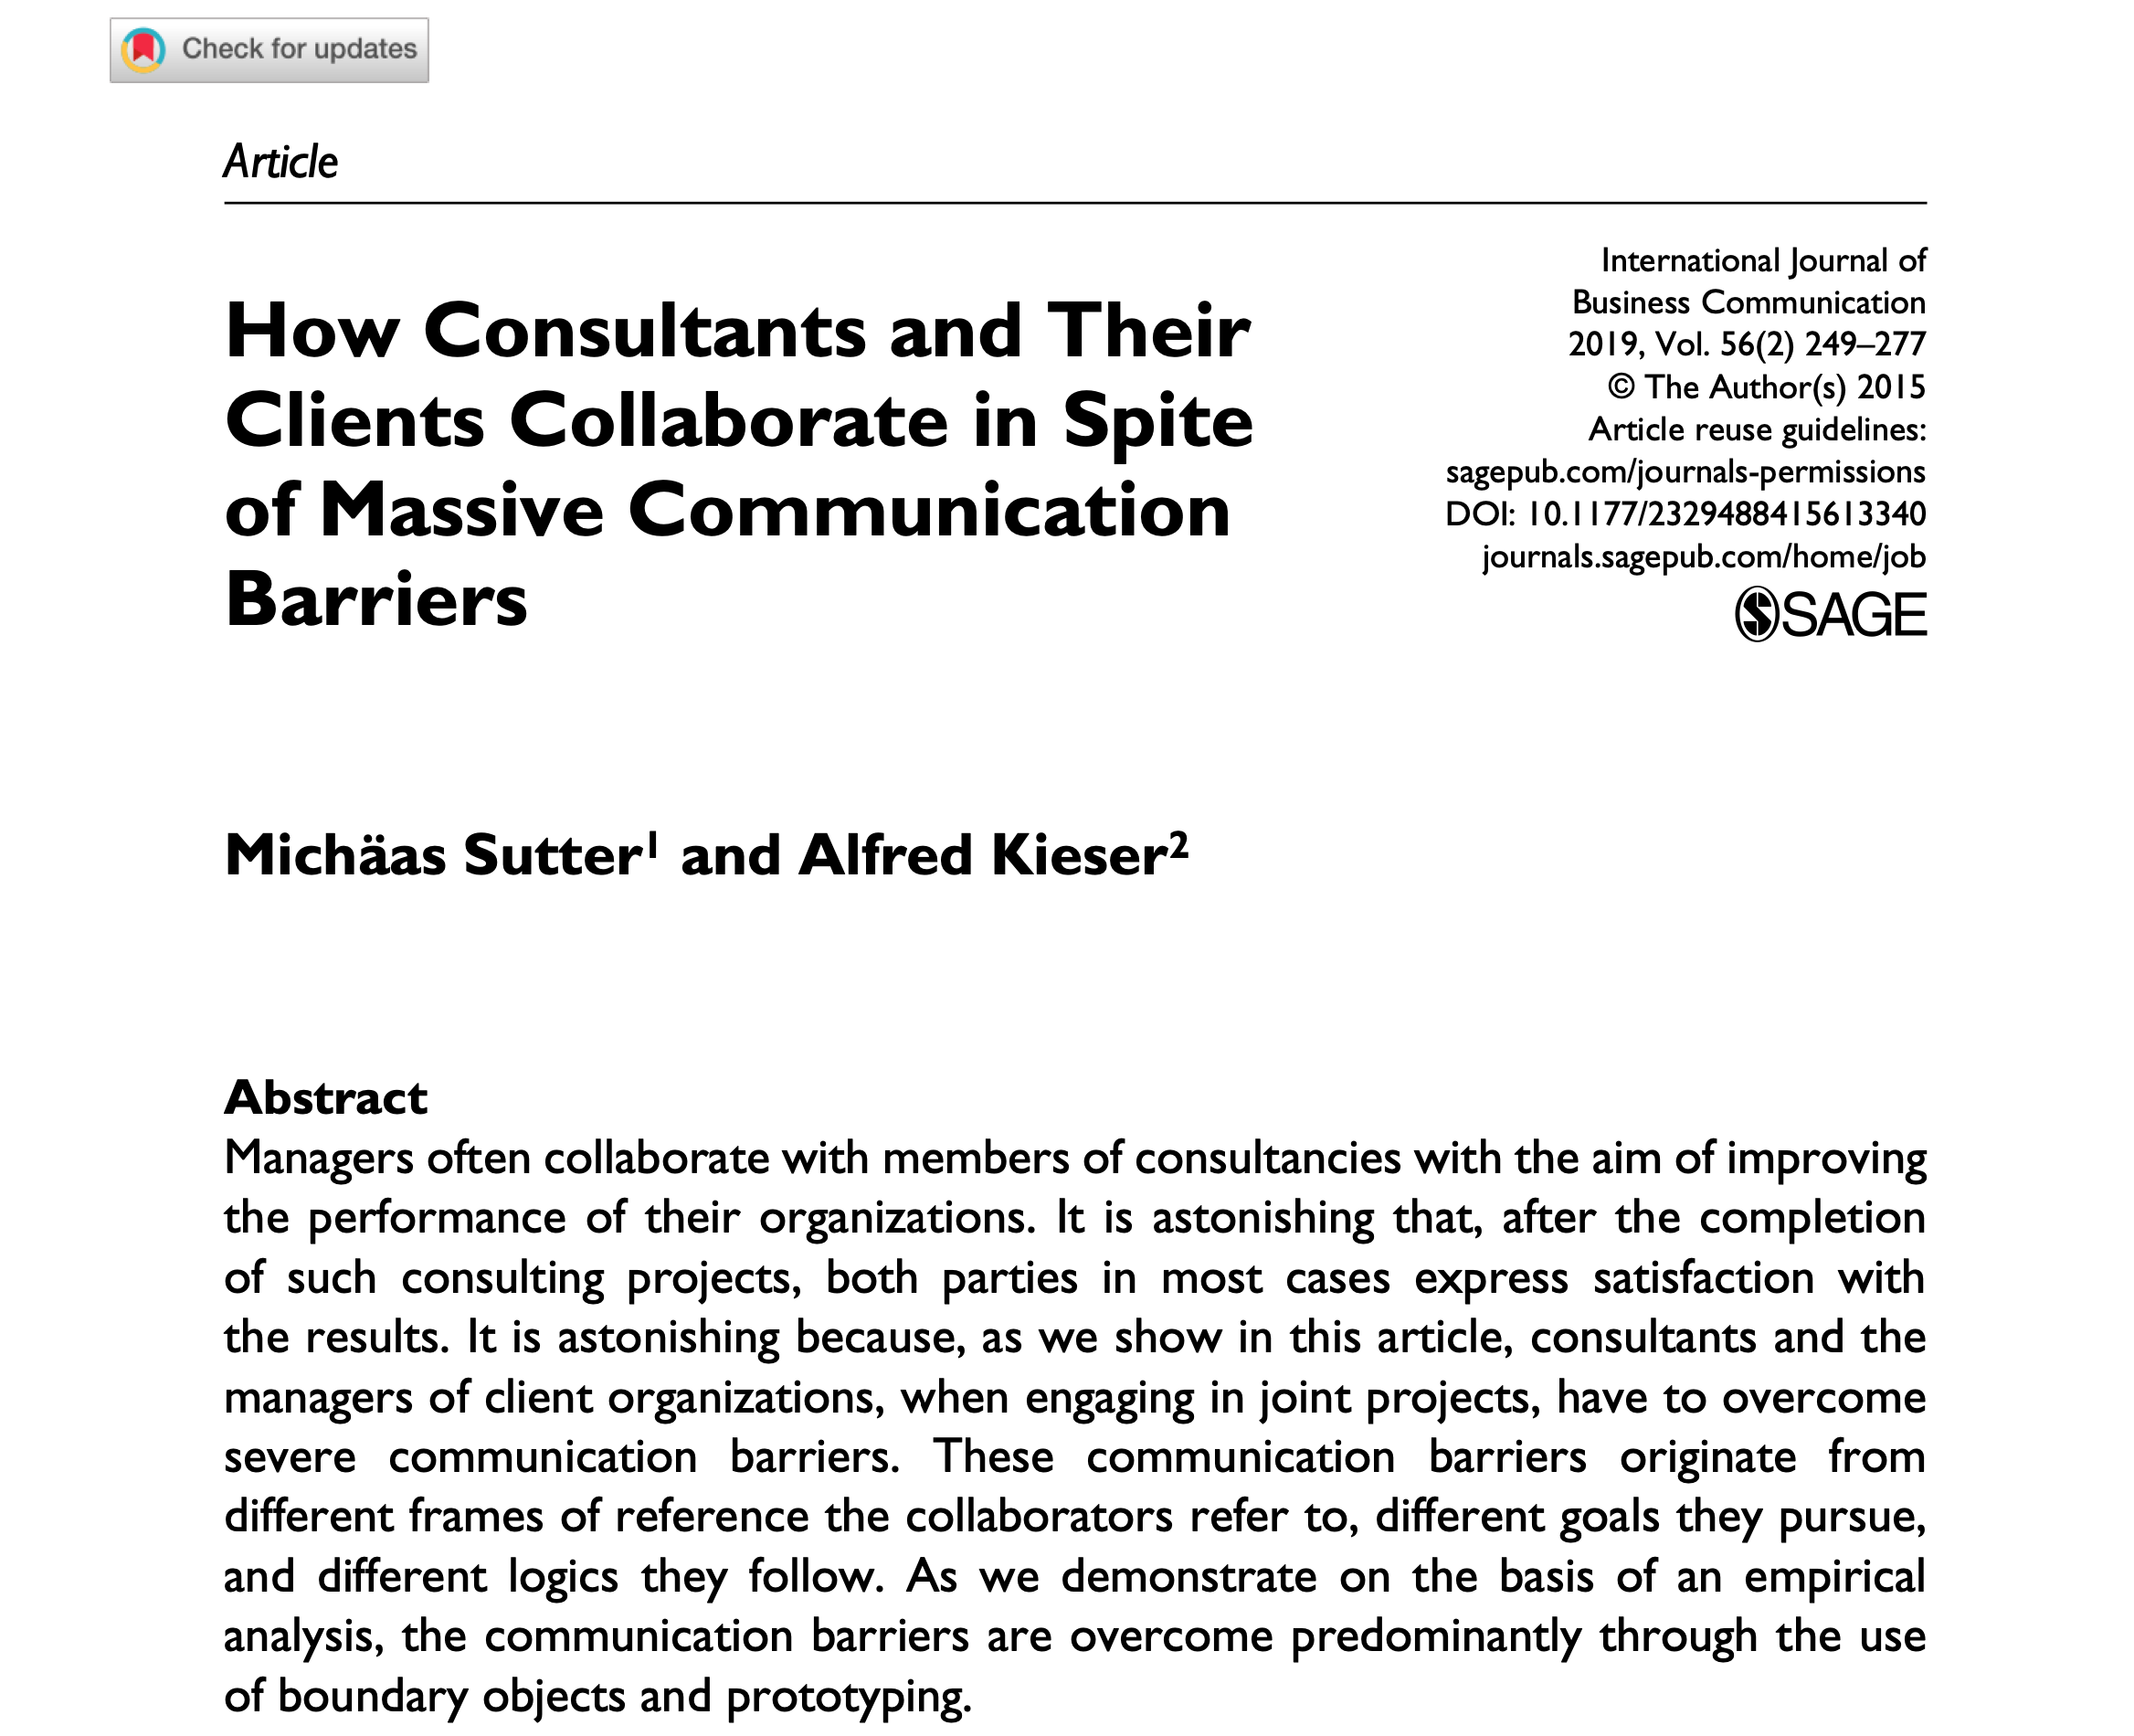 Check for updates
Article
How Consultants and Their
Clients Collaborate in Spite
of Massive Communication
Barriers
International Journal of
Business Communication
2019, Vol. 56(2) 249–277
© The Author(s) 2015
Article reuse guidelines:
sagepub.com/journals-permissions
DOI: 10.1177/2329488415613340
journals.sagepub.com/home/job
SAGE
Michäas Sutter¹ and Alfred Kieser²
Abstract
Managers often collaborate with members of consultancies with the aim of improving
the performance of their organizations. It is astonishing that, after the completion
of such consulting projects, both parties in most cases express satisfaction with
the results. It is astonishing because, as we show in this article, consultants and the
managers of client organizations, when engaging in joint projects, have to overcome
severe communication barriers. These communication barriers originate from
different frames of reference the collaborators refer to, different goals they pursue,
and different logics they follow. As we demonstrate on the basis of an empirical
analysis, the communication barriers are overcome predominantly through the use
of boundary objects and prototyping.